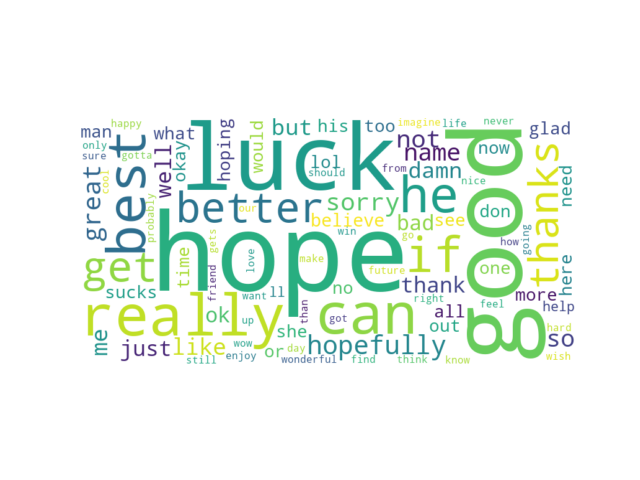 happy
man
what
only
sure
gotta
cool
great
best
well
okay
probably
hoping
would
luck
but
his
too
imagine
life
never
lol
should
not
name
now
glad
from
damn
he
nice
good
thanks
need
better
our
sorry
believe
bad
see
don
win
go
how
going
get
time
gets
hope
if
one
here
sucks
friend
love
make
future
thank
more
really
ok
want
ll
no
can
than
got
right
all
feel
help
me
up
she
out
hard
just
like
wow
or
day
hopefully
so
still
enjoy
wonderful
find
think
know
wish